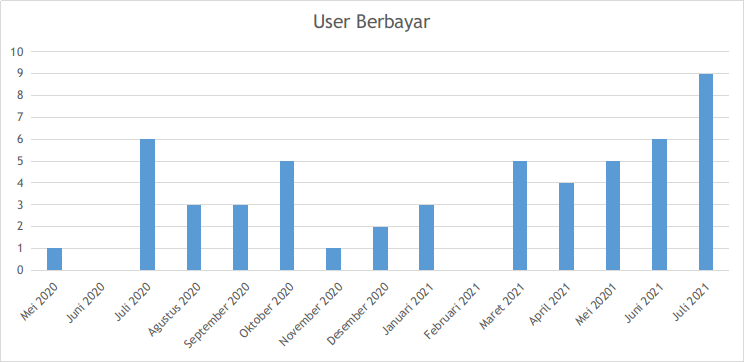 User Berbayar
10
9
8
7
6
5
4
3
2
1
0
Mei 2020
Juni 2020
Juli 2020
Agustus 2020
September 2020
Oktober 2020
November 2020
Desember 2020
Januari 2021
Februari 2021
Maret 2021
April 2021
Mei 20201
Juni 2021
Juli 2021